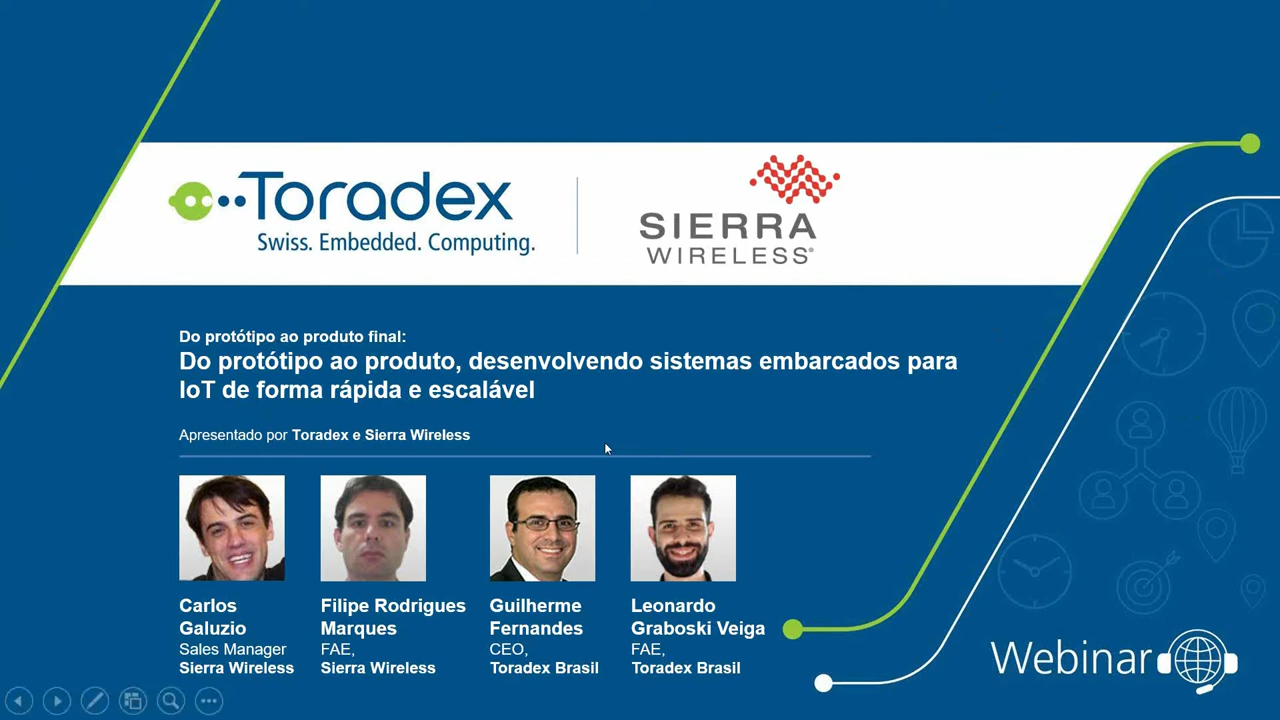 Toradex
Swiss. Embedded. Computing.
SIERRA
WIRELESS®
Do protótipo ao produto final:
Do protótipo ao produto, desenvolvendo sistemas embarcados para
IoT de forma rápida e escalável
Apresentado por Toradex e Sierra Wireless
Carlos
Galuzio
Sales Manager
Sierra Wireless
Filipe Rodrigues
Marques
FAE,
Sierra Wireless
Guilherme
Fernandes
CEO,
Toradex Brasil
Leonardo
Graboski Veiga
FAE,
Toradex Brasil
Webinar